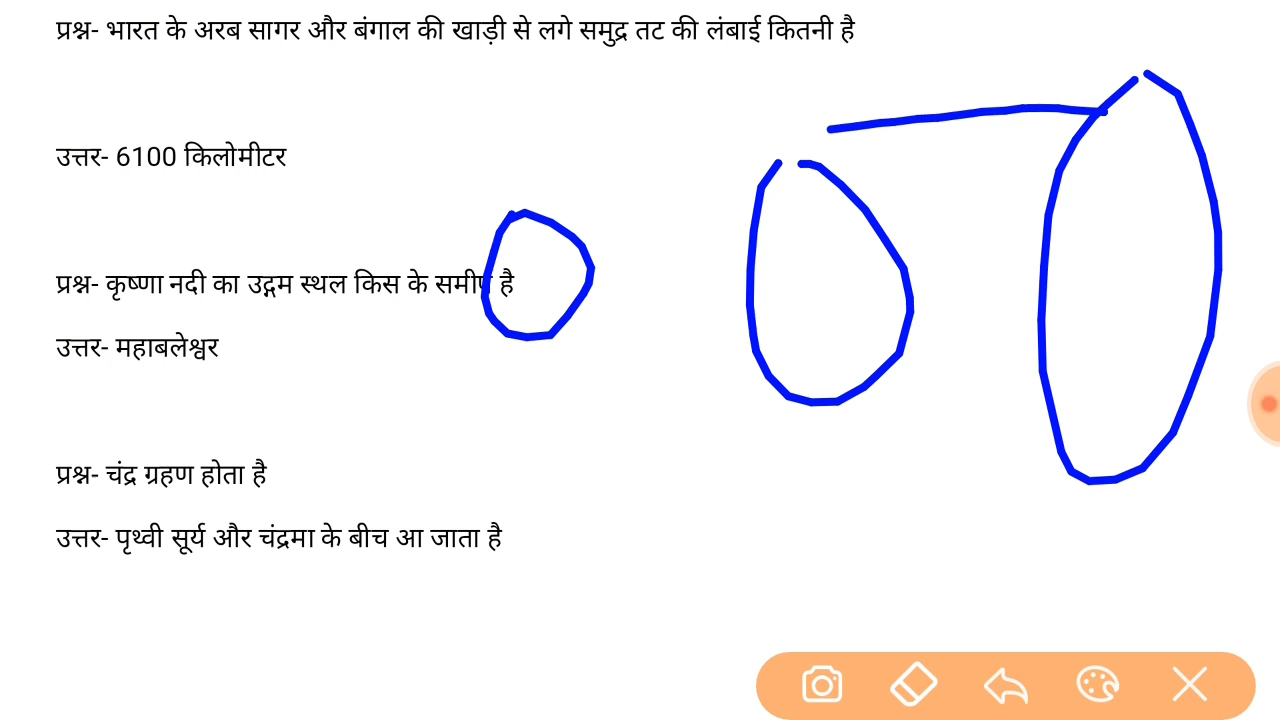 प्रश्न- भारत के अरब सागर और बंगाल की खाड़ी से लगे समुद्र तट की लंबाई कितनी है
उत्तर- 6100 किलोमीटर
प्रश्न- कृष्णा नदी का उद्गम स्थल किस के समीप है
उत्तर- महाबलेश्वर
प्रश्न- चंद्र ग्रहण होता है
उत्तर- पृथ्वी सूर्य और चंद्रमा के बीच आ जाता है